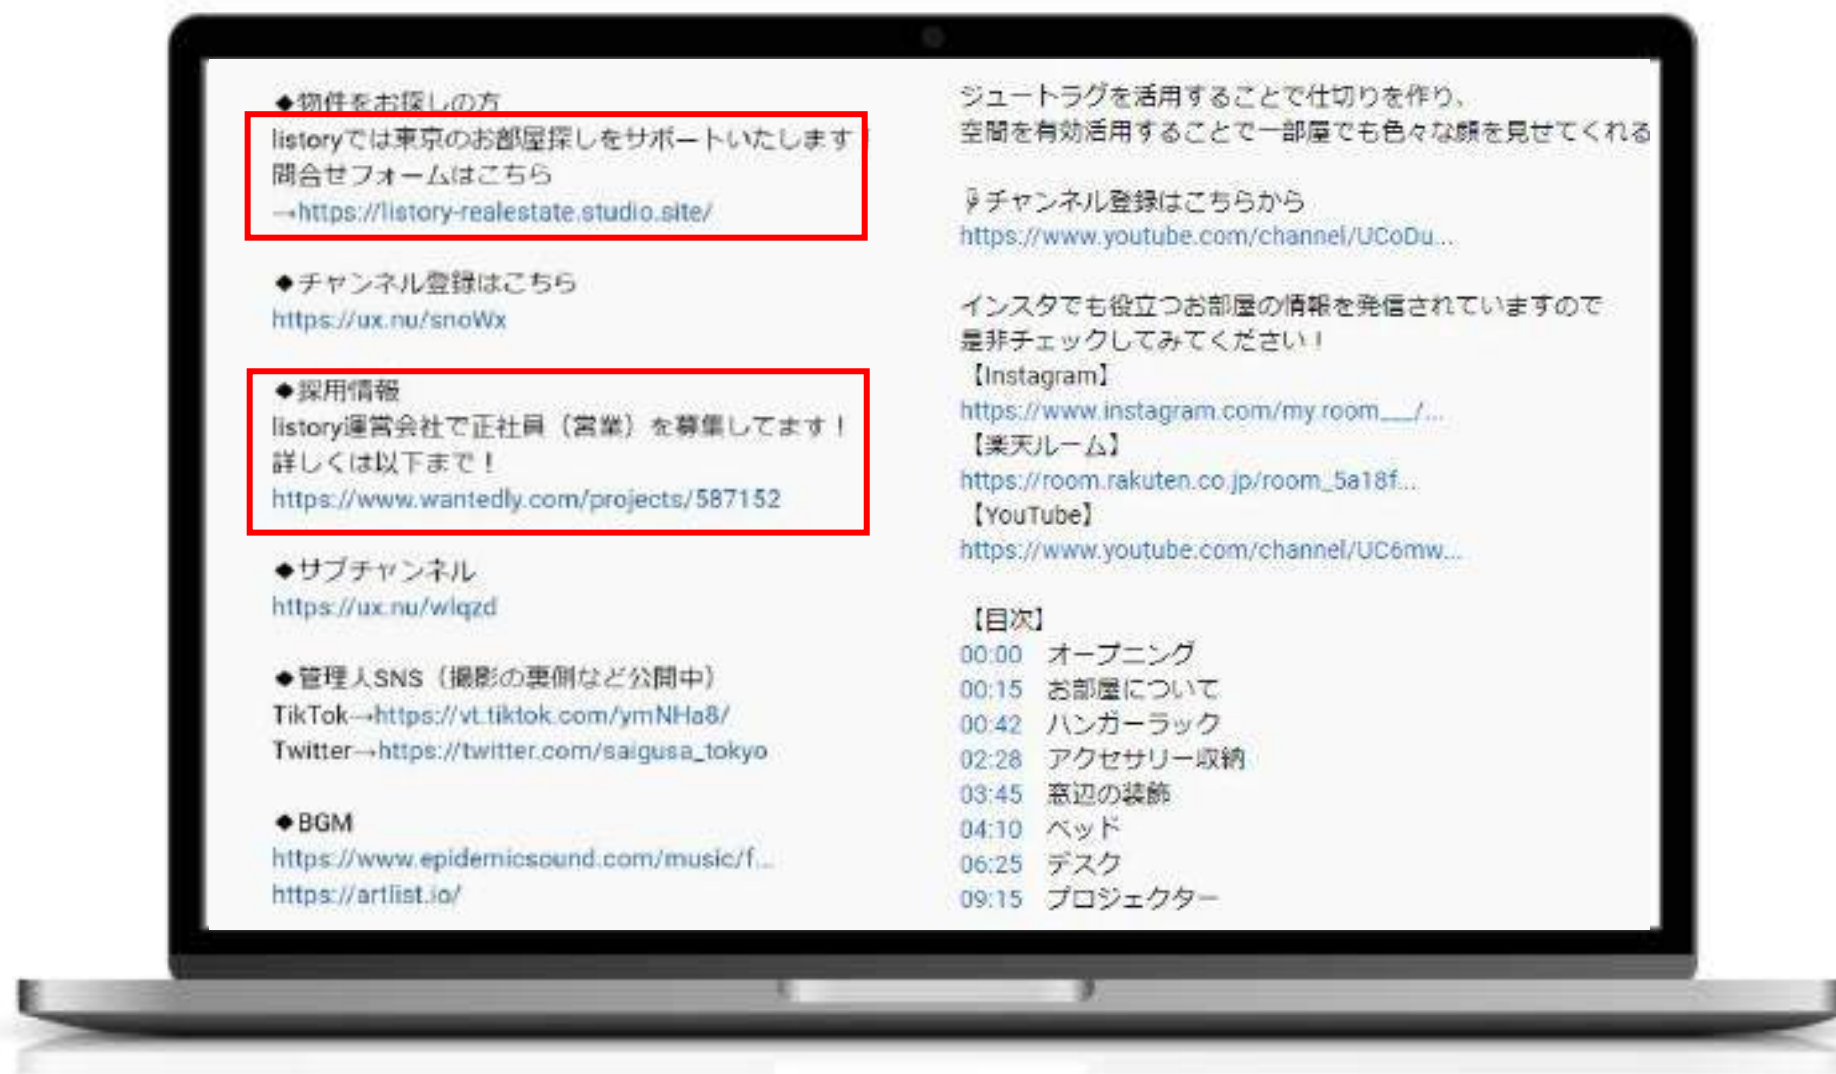 ◆物件をお探しの方
listoryでは東京のお部屋探しをサポートいたします
問合せフォームはこちら
→https://listory-realestate.studio.site/
◆チャンネル登録はこちら
https://ux.nu/snoWx
◆採用情報
listory運営会社で正社員（営業）を募集してます！
詳しくは以下まで！
https://www.wantedly.com/projects/587152
◆サブチャンネル
https://ux.nu/wlqzd
◆管理人SNS（撮影の裏側など公開中）
TikTok→https://vt.tiktok.com/ymNHa8/
Twitter→https://twitter.com/saigusa_tokyo
◆BGM
https://www.epidemicsound.com/music/f...
https://artlist.io/
ジュートラグを活用することで仕切りを作り、
空間を有効活用することで一部屋でも色々な顔を見せてくれる
チャンネル登録はこちらから
https://www.youtube.com/channel/UCoDu...
インスタでも役立つお部屋の情報を発信されていますので
是非チェックしてみてください！
【Instagram】
https://www.instagram.com/my.room___/...
【楽天ルーム】
https://room.rakuten.co.jp/room_5a18f...
【YouTube】
https://www.youtube.com/channel/UC6mw...
【目次】
00:00 オープニング
00:15 お部屋について
00:42 ハンガーラック
02:28 アクセサリー収納
03:45 窓辺の装飾
04:10 ベッド
06:25 デスク
09:15 プロジェクター